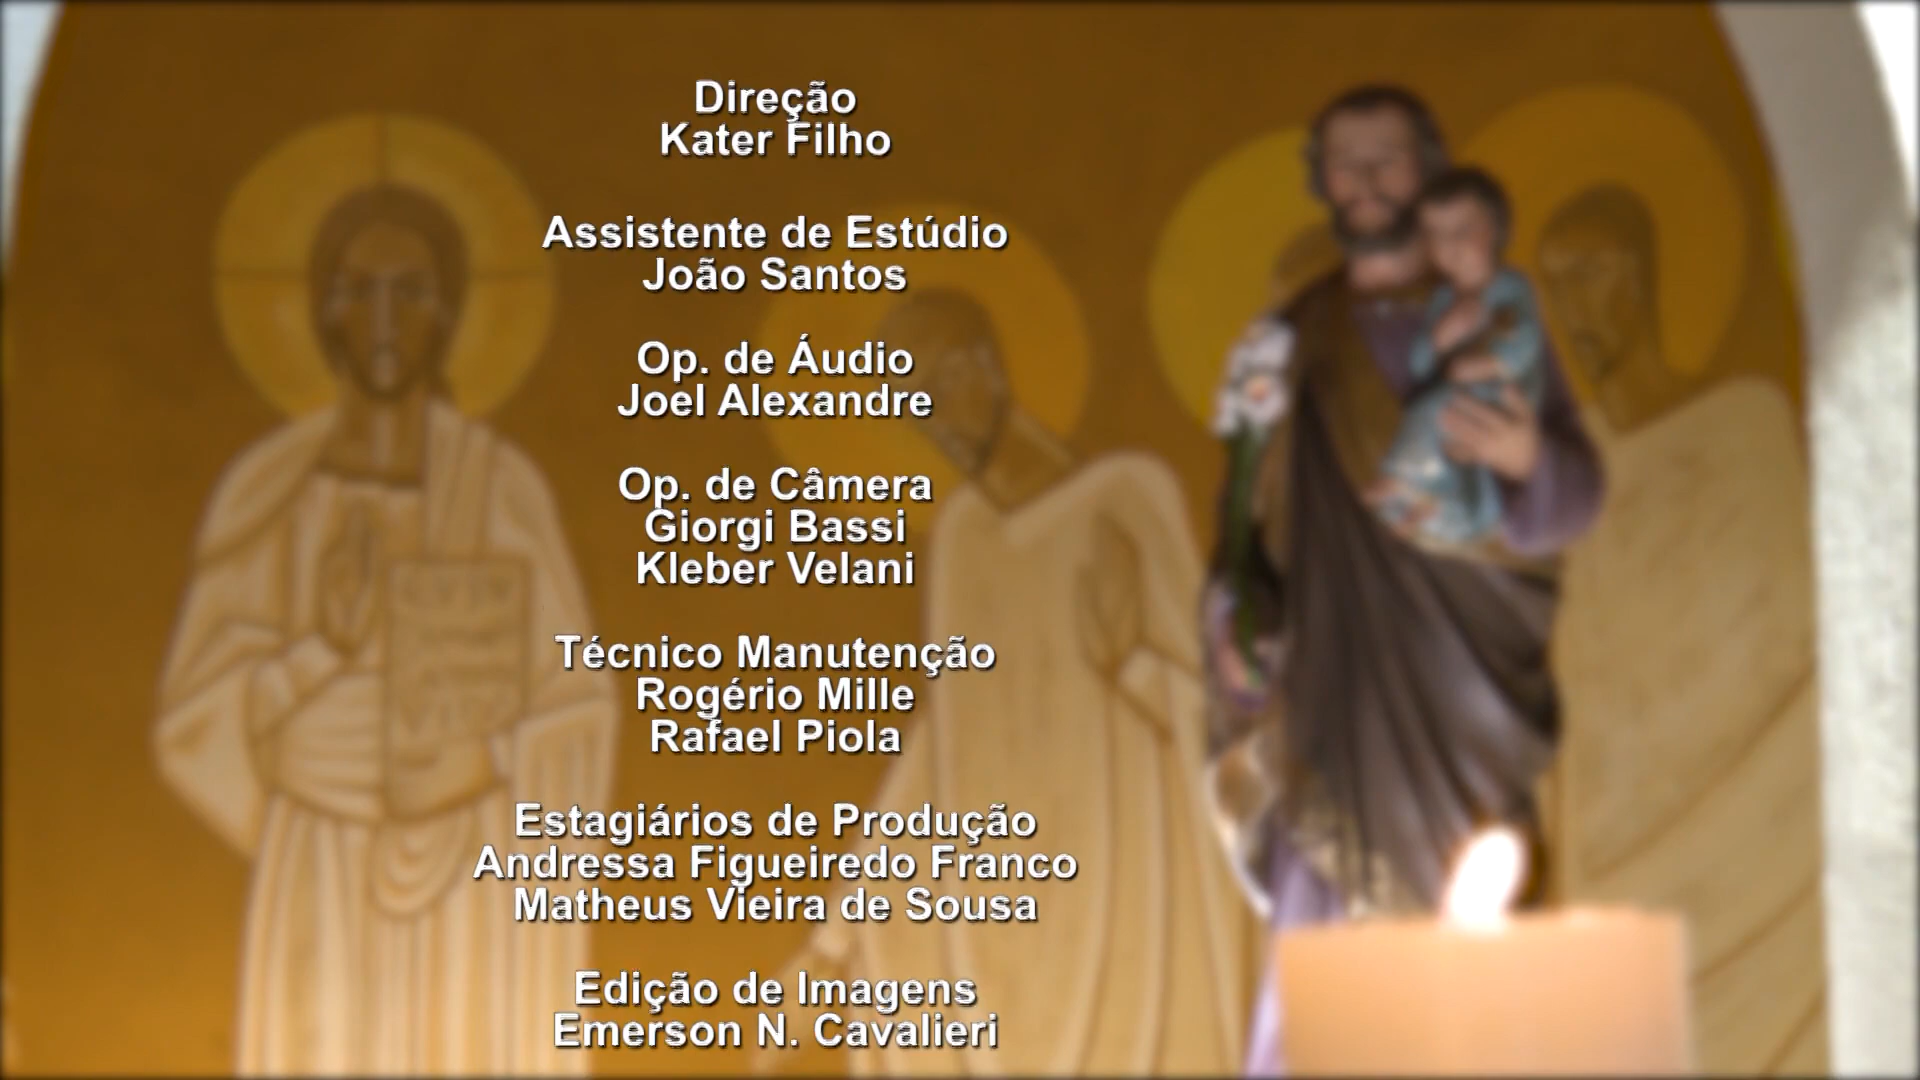 Direção
Kater Filho
Assistente de Estúdio
João Santos
Op. de Áudio
Joel Alexandre
Op. de Câmera
Giorgi Bassi
Kleber Velani
Técnico Manutenção
Rogério Mille
Rafael Piola
Estagiários de Produção
Andressa Figueiredo Franco
Matheus Vieira de Sousa
Edição de Imagens
Emerson N. Cavalieri